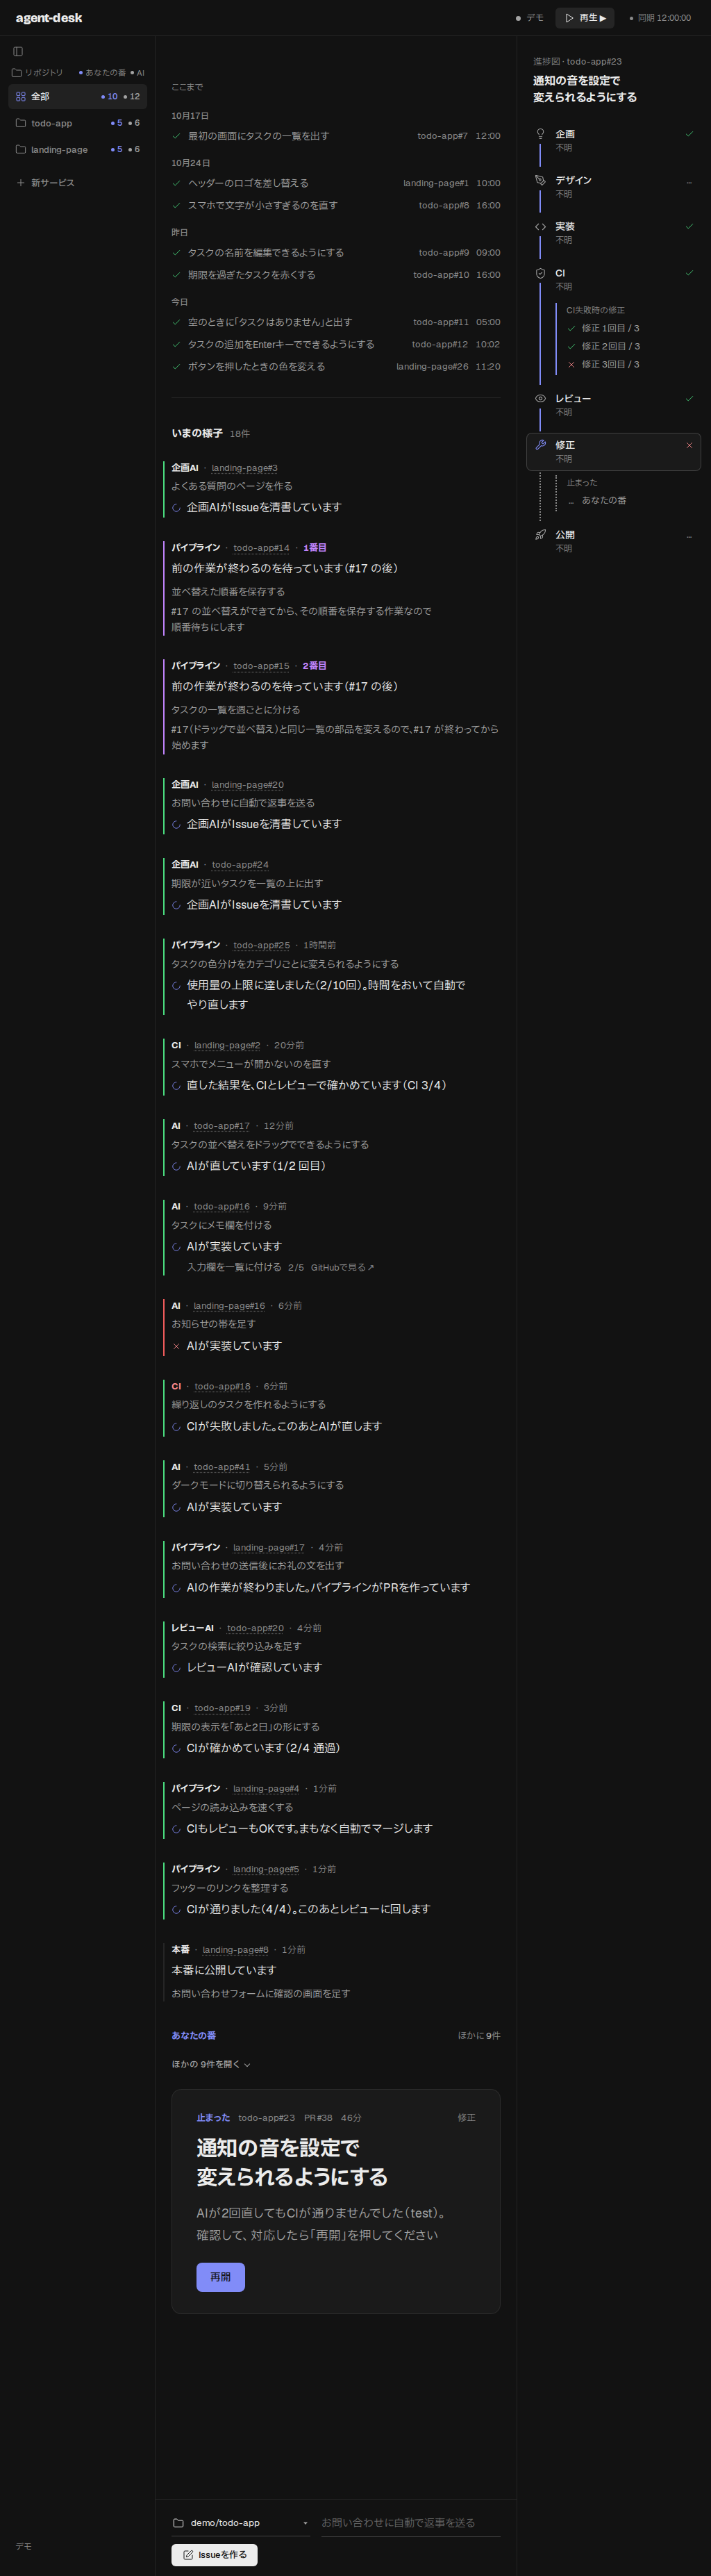 agent-desk
デモ
再生 ▶
同期 12:00:00
リポジトリ
あなたの番
AI
全部
10
12
todo-app
5
6
landing-page
5
6
新サービス
ここまで
10月17日
最初の画面にタスクの一覧を出す todo-app#7 12:00
10月24日
ヘッダーのロゴを差し替える landing-page#1 10:00
スマホで文字が小さすぎるのを直す todo-app#8 16:00
昨日
タスクの名前を編集できるようにする todo-app#9 09:00
期限を過ぎたタスクを赤くする todo-app#10 16:00
今日
空のときに「タスクはありません」と出す todo-app#11 05:00
タスクの追加をEnterキーでできるようにする todo-app#12 10:02
ボタンを押したときの色を変える landing-page#26 11:20
いまの様子 18件
企画AI · landing-page#3
よくある質問のページを作る
企画AIがIssueを清書しています
パイプライン · todo-app#14 · 1番目
前の作業が終わるのを待っています(#17 の後)
並べ替えた順番を保存する
#17 の並べ替えができてから、その順番を保存する作業なので
順番待ちにします
パイプライン · todo-app#15 · 2番目
前の作業が終わるのを待っています(#17 の後)
タスクの一覧を週ごとに分ける
#17(ドラッグで並べ替え)と同じ一覧の部品を変えるので、#17 が終わってから
始めます
企画AI · landing-page#20
お問い合わせに自動で返事を送る
企画AIがIssueを清書しています
企画AI · todo-app#24
期限が近いタスクを一覧の上に出す
企画AIがIssueを清書しています
パイプライン · todo-app#25 · 1時間前
タスクの色分けをカテゴリごとに変えられるようにする
使用量の上限に達しました(2/10回)。時間をおいて自動で
やり直します
CI · landing-page#2 · 20分前
スマホでメニューが開かないのを直す
直した結果を、CIとレビューで確かめています(CI 3/4)
AI · todo-app#17 · 12分前
タスクの並べ替えをドラッグでできるようにする
AIが直しています(1/2 回目)
AI · todo-app#16 · 9分前
タスクにメモ欄を付ける
AIが実装しています
入力欄を一覧に付ける 2/5 GitHubで見る↗
AI · landing-page#16 · 6分前
お知らせの帯を足す
AIが実装しています
CI · todo-app#18 · 6分前
繰り返しのタスクを作れるようにする
CIが失敗しました。このあとAIが直します
AI · todo-app#41 · 5分前
ダークモードに切り替えられるようにする
AIが実装しています
パイプライン · landing-page#17 · 4分前
お問い合わせの送信後にお礼の文を出す
AIの作業が終わりました。パイプラインがPRを作っています
レビューAI · todo-app#20 · 4分前
タスクの検索に絞り込みを足す
レビューAIが確認しています
CI · todo-app#19 · 3分前
期限の表示を「あと2日」の形にする
CIが確かめています(2/4 通過)
パイプライン · landing-page#4 · 1分前
ページの読み込みを速くする
CIもレビューもOKです。まもなく自動でマージします
パイプライン · landing-page#5 · 1分前
フッターのリンクを整理する
CIが通りました(4/4)。このあとレビューに回します
本番 · landing-page#8 · 1分前
本番に公開しています
お問い合わせフォームに確認の画面を足す
あなたの番 ほかに9件
ほかの 9件を開く
止まった todo-app#23 PR#38 46分 修正
通知の音を設定で
変えられるようにする
AIが2回直してもCIが通りませんでした(test)。
確認して、対応したら「再開」を押してください
再開
demo/todo-app
お問い合わせに自動で返事を送る
Issueを作る
デモ
進捗図 · todo-app#23
通知の音を設定で
変えられるようにする
企画
不明
デザイン
不明
実装
不明
CI
不明
CI失敗時の修正
修正 1回目 / 3
修正 2回目 / 3
修正 3回目 / 3
レビュー
不明
修正
不明
止まった
あなたの番
公開
不明